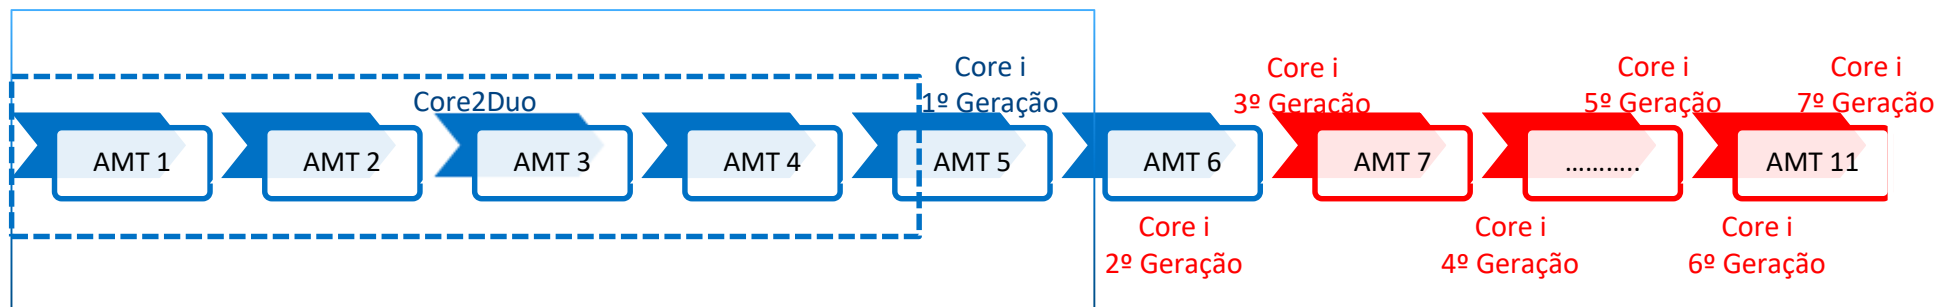 Core i
1º Geração
Core i
3º Geração
Core i
5º Geração
Core i
7º Geração
Core2Duo
AMT 1
AMT 2
AMT 3
AMT 4
AMT 5
AMT 6
AMT 7
………..
AMT 11
Core i
2º Geração
Core i
4º Geração
Core i
6º Geração